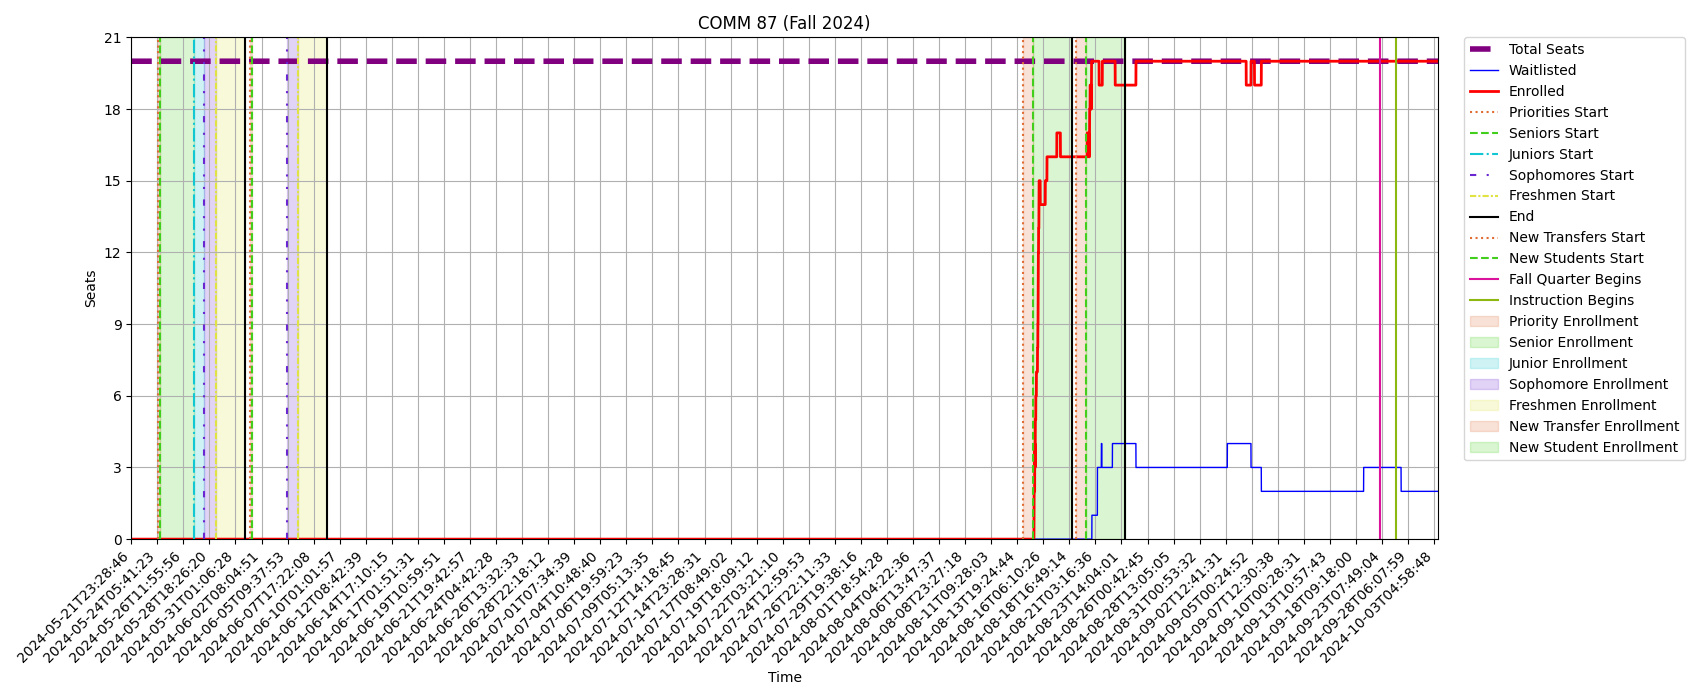 COMM 87 (Fall 2024)
Seats
21
18
15
12
9
6
3
0
2024-05-21T23:28:46
2024-05-24T05:41:23
2024-05-26T11:55:56
2024-05-28T18:26:20
2024-05-31T01:06:28
2024-06-02T08:04:51
2024-06-05T09:37:53
2024-06-07T17:22:08
2024-06-10T01:01:57
2024-06-12T08:42:39
2024-06-14T17:10:15
2024-06-17T01:51:31
2024-06-19T10:59:51
2024-06-21T19:42:57
2024-06-24T04:42:28
2024-06-26T13:32:33
2024-06-28T22:18:12
2024-07-01T07:34:39
2024-07-04T10:48:40
2024-07-06T19:59:23
2024-07-09T05:13:35
2024-07-12T14:18:45
2024-07-14T23:28:31
2024-07-17T08:49:02
2024-07-19T18:09:12
2024-07-22T03:21:10
2024-07-24T12:59:53
2024-07-26T22:11:33
2024-07-29T19:38:16
2024-08-01T18:54:28
2024-08-04T04:22:36
2024-08-06T13:47:37
2024-08-08T23:27:18
2024-08-11T09:28:03
2024-08-13T19:24:44
2024-08-16T06:10:26
2024-08-18T16:49:14
2024-08-21T03:16:36
2024-08-23T14:04:01
2024-08-26T00:42:45
2024-08-28T13:05:05
2024-08-31T00:53:32
2024-09-02T12:41:31
2024-09-05T00:24:52
2024-09-07T12:30:38
2024-09-10T00:28:31
2024-09-13T10:57:43
2024-09-18T09:18:00
2024-09-23T07:49:04
2024-09-28T06:07:59
2024-10-03T04:58:48
Time
Total Seats
Waitlisted
Enrolled
Priorities Start
Seniors Start
Juniors Start
Sophomores Start
Freshmen Start
End
New Transfers Start
New Students Start
Fall Quarter Begins
Instruction Begins
Priority Enrollment
Senior Enrollment
Junior Enrollment
Sophomore Enrollment
Freshmen Enrollment
New Transfer Enrollment
New Student Enrollment